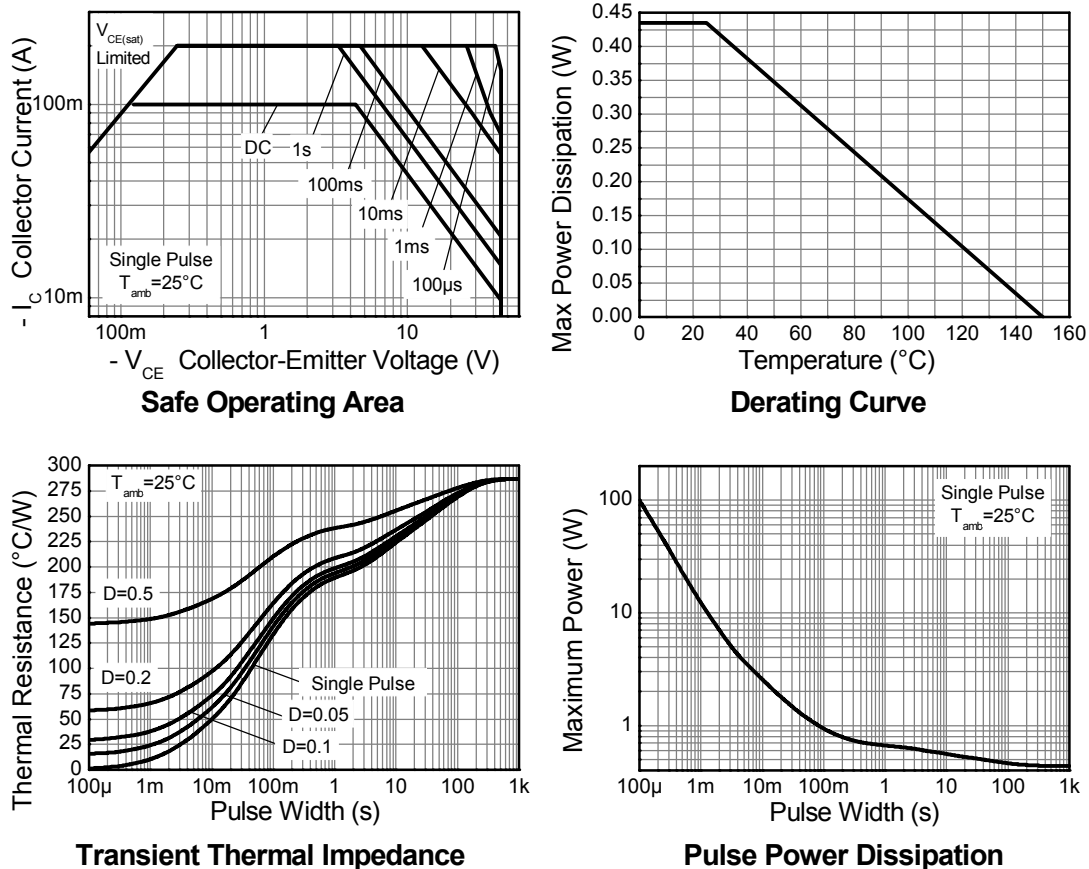 - I_C Collector Current (A)
100m
10m
V_CE(sat)
Limited
DC
1s
100ms
10ms
1ms
100µs
Single Pulse
T_amb=25°C
100m 1 10
- V_CE Collector-Emitter Voltage (V)
Safe Operating Area
Max Power Dissipation (W)
0.45
0.40
0.35
0.30
0.25
0.20
0.15
0.10
0.05
0.00
0 20 40 60 80 100 120 140 160
Temperature (°C)
Derating Curve
Thermal Resistance (°C/W)
300
275
250
225
200
175
150
125
100
75
50
25
0
T_amb=25°C
D=0.5
D=0.2
Single Pulse
D=0.05
D=0.1
100µ 1m 10m 100m 1 10 100 1k
Pulse Width (s)
Transient Thermal Impedance
Maximum Power (W)
100
10
1
Single Pulse
T_amb=25°C
100µ 1m 10m 100m 1 10 100 1k
Pulse Width (s)
Pulse Power Dissipation